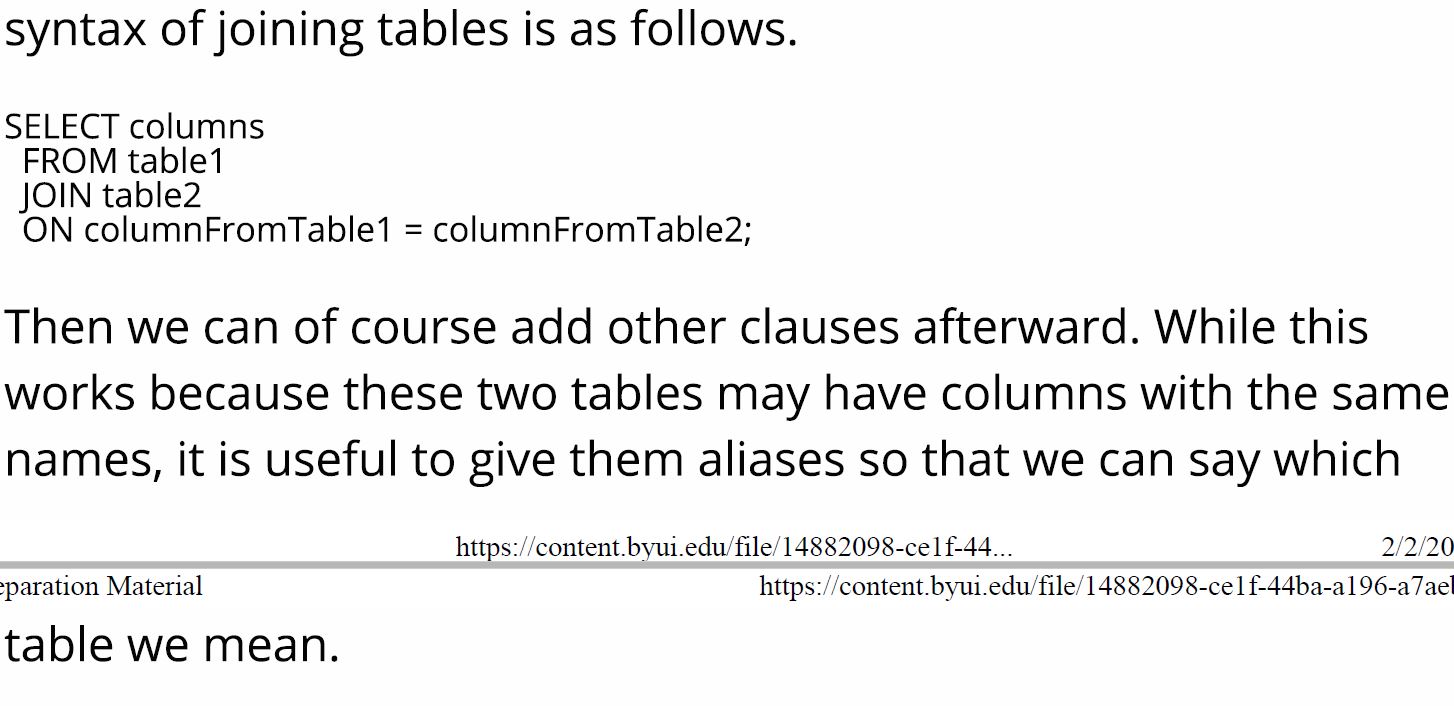 syntax of joining tables is as follows.
SELECT columns
FROM table1
JOIN table2
ON columnFromTable1 = columnFromTable2;
Then we can of course add other clauses afterward. While this
works because these two tables may have columns with the same
names, it is useful to give them aliases so that we can say which
https://content.byui.edu/file/14882098-ce1f-44... 2/2/20
eparation Material https://content.byui.edu/file/14882098-ce1f-44ba-a196-a7ae
table we mean.